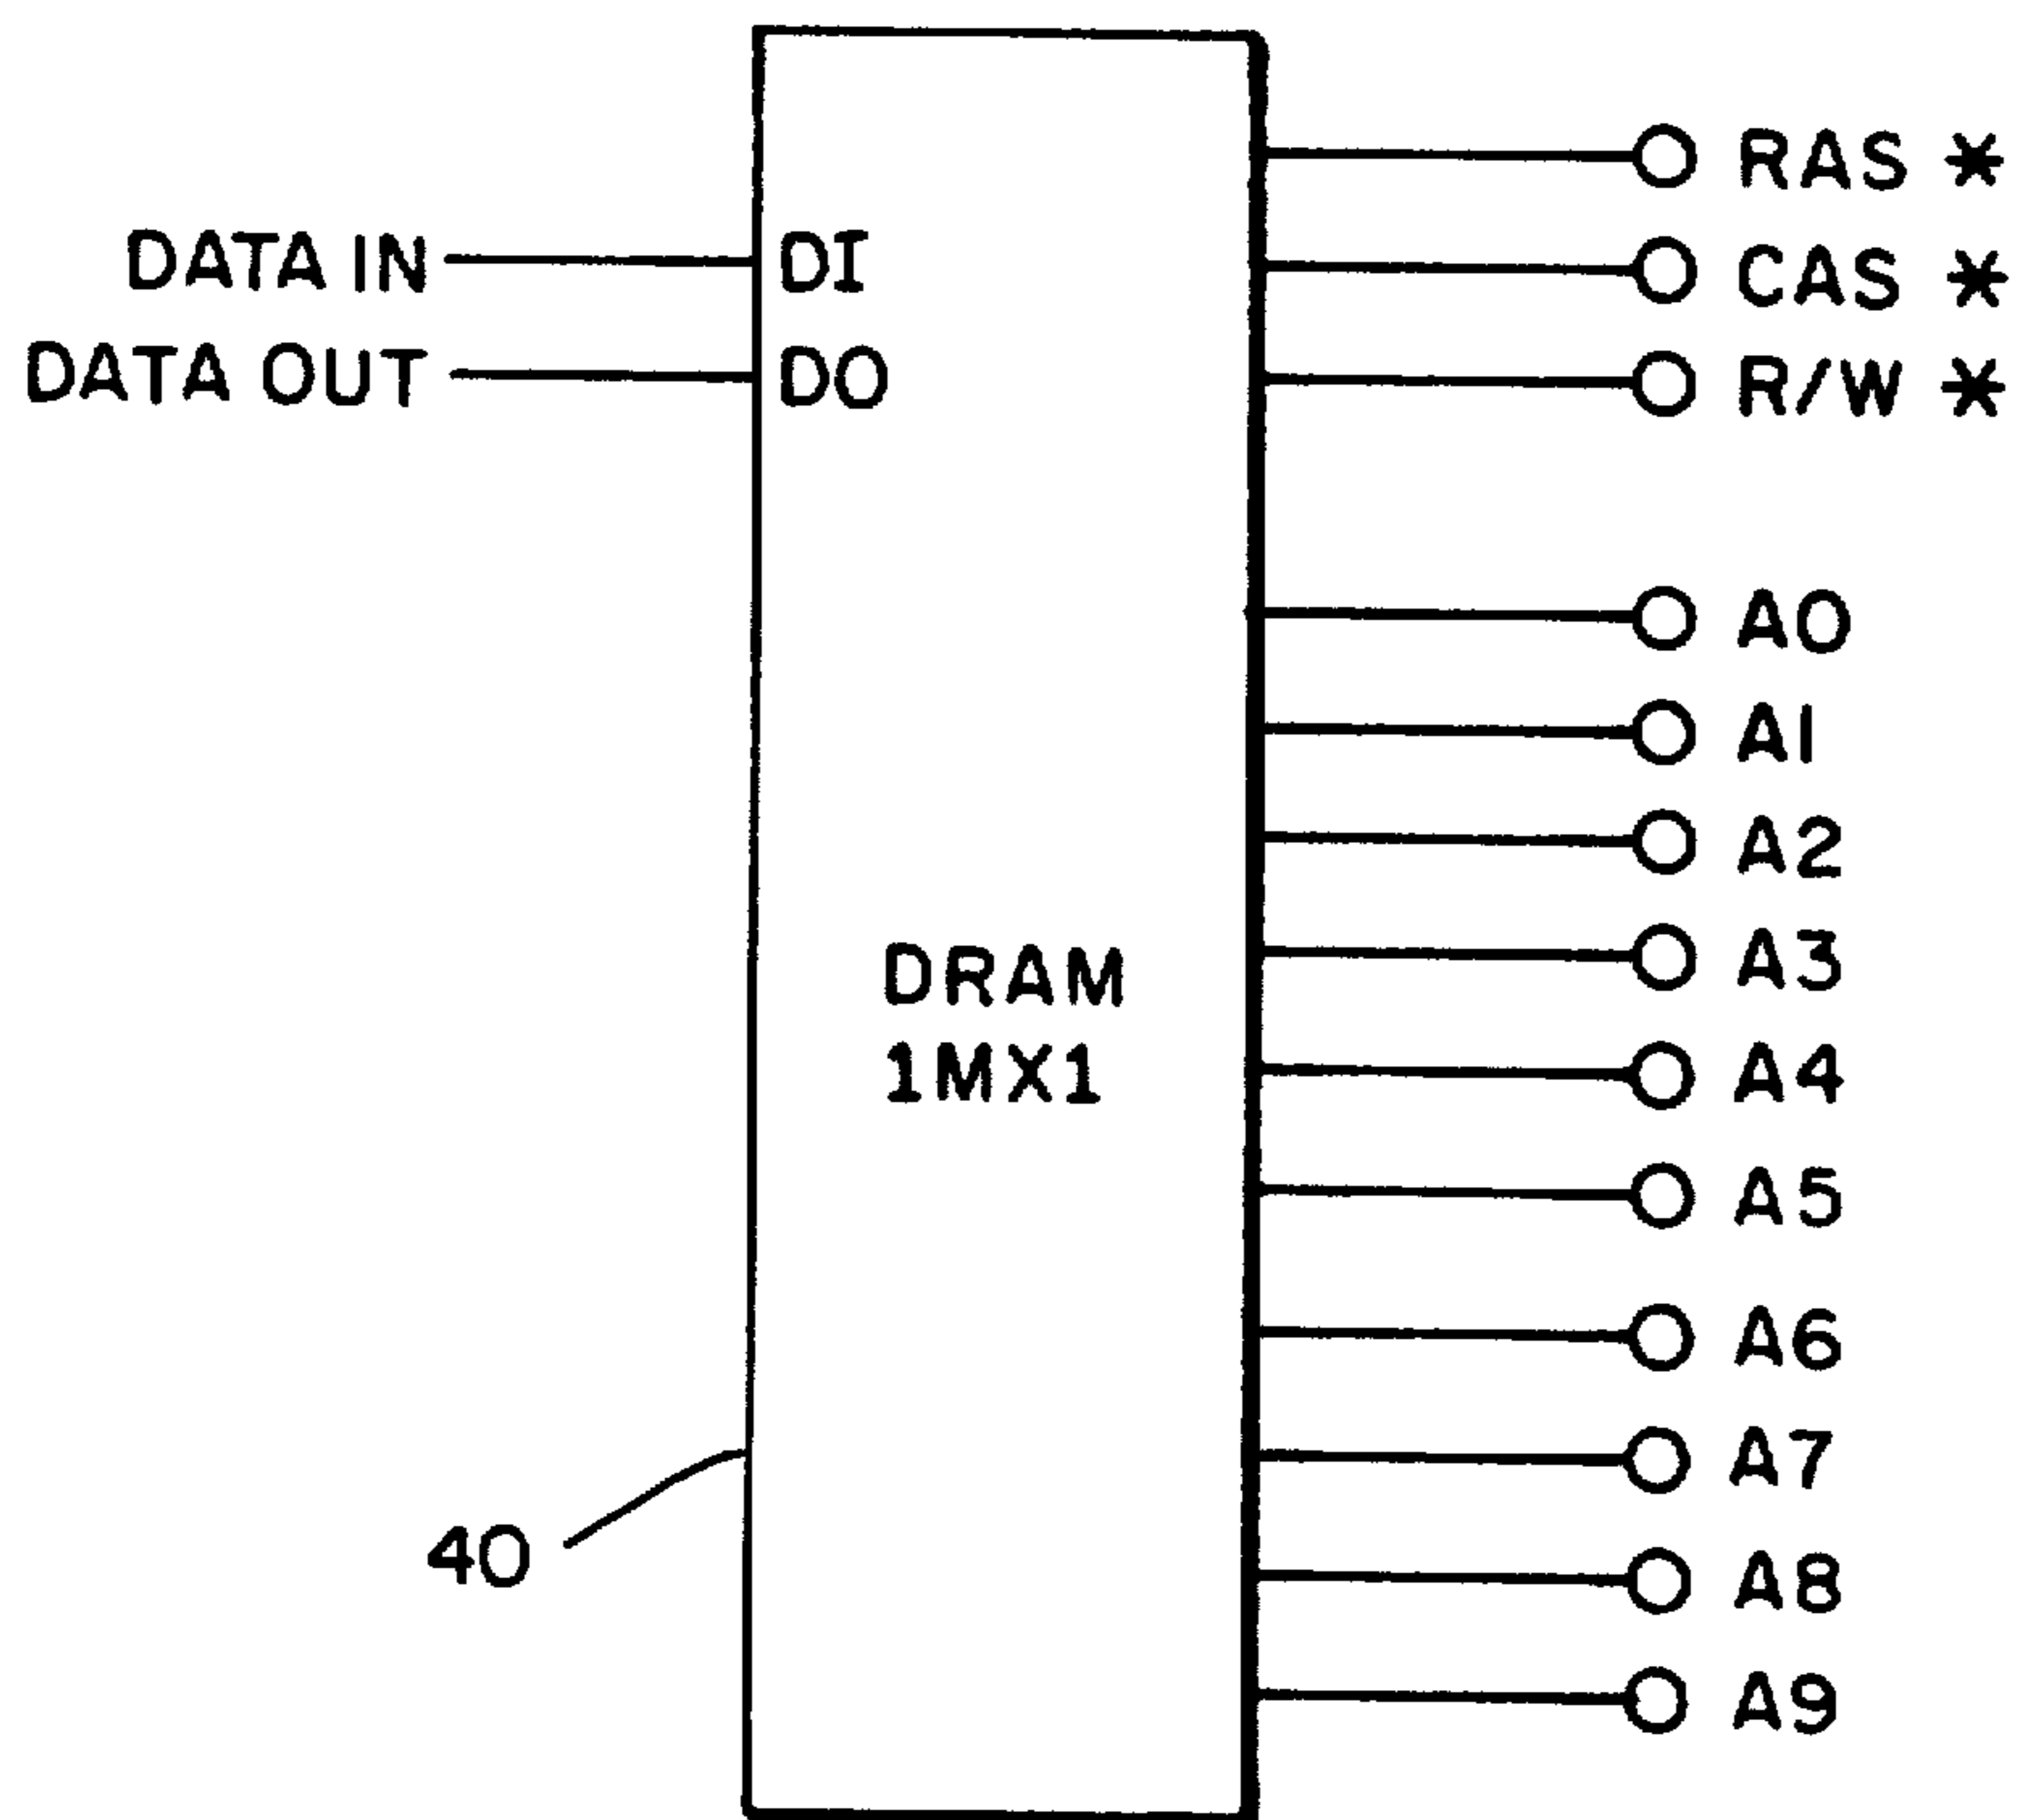 RAS *
DATA IN DI CAS *
DATA OUT DO R/W *
A0
A1
A2
DRAM A3
1MX1 A4
A5
A6
A7
40 A8
A9